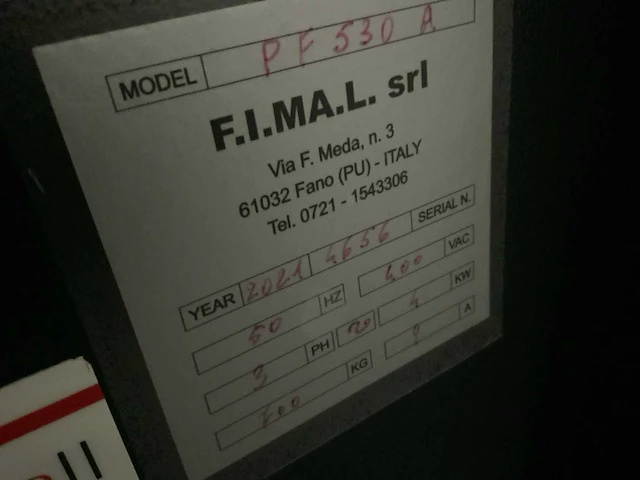 MODEL PF 530 A
F.I.MA.L. srl
Via F. Meda, n. 3
61032 Fano (PU) - ITALY
Tel. 0721 - 1543306
YEAR 2021 4656 SERIAL N.
50 HZ 400 VAC
3 PH 20 4 KW
700 KG A